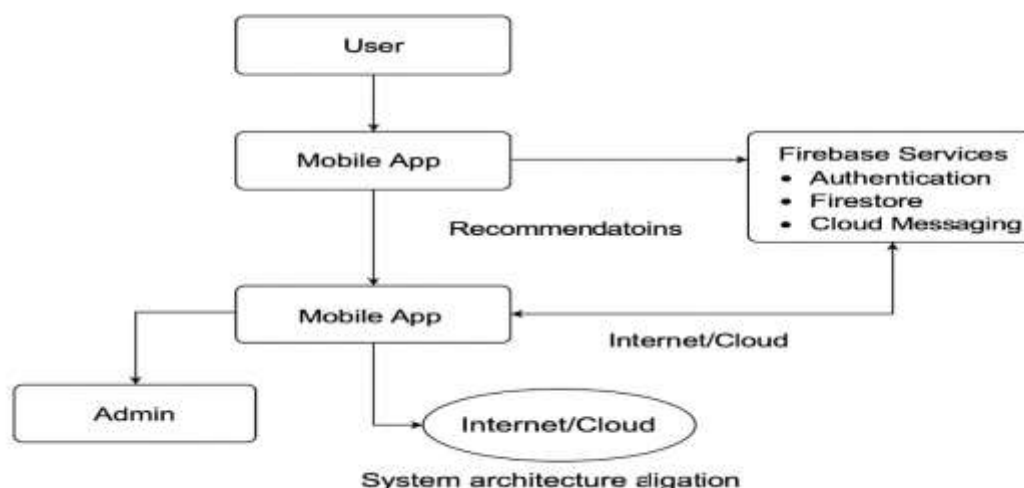 User
Mobile App
Firebase Services
• Authentication
• Firestore
• Cloud Messaging
Recommendatoins
Mobile App
Internet/Cloud
Admin
Internet/Cloud
System architecture aligation